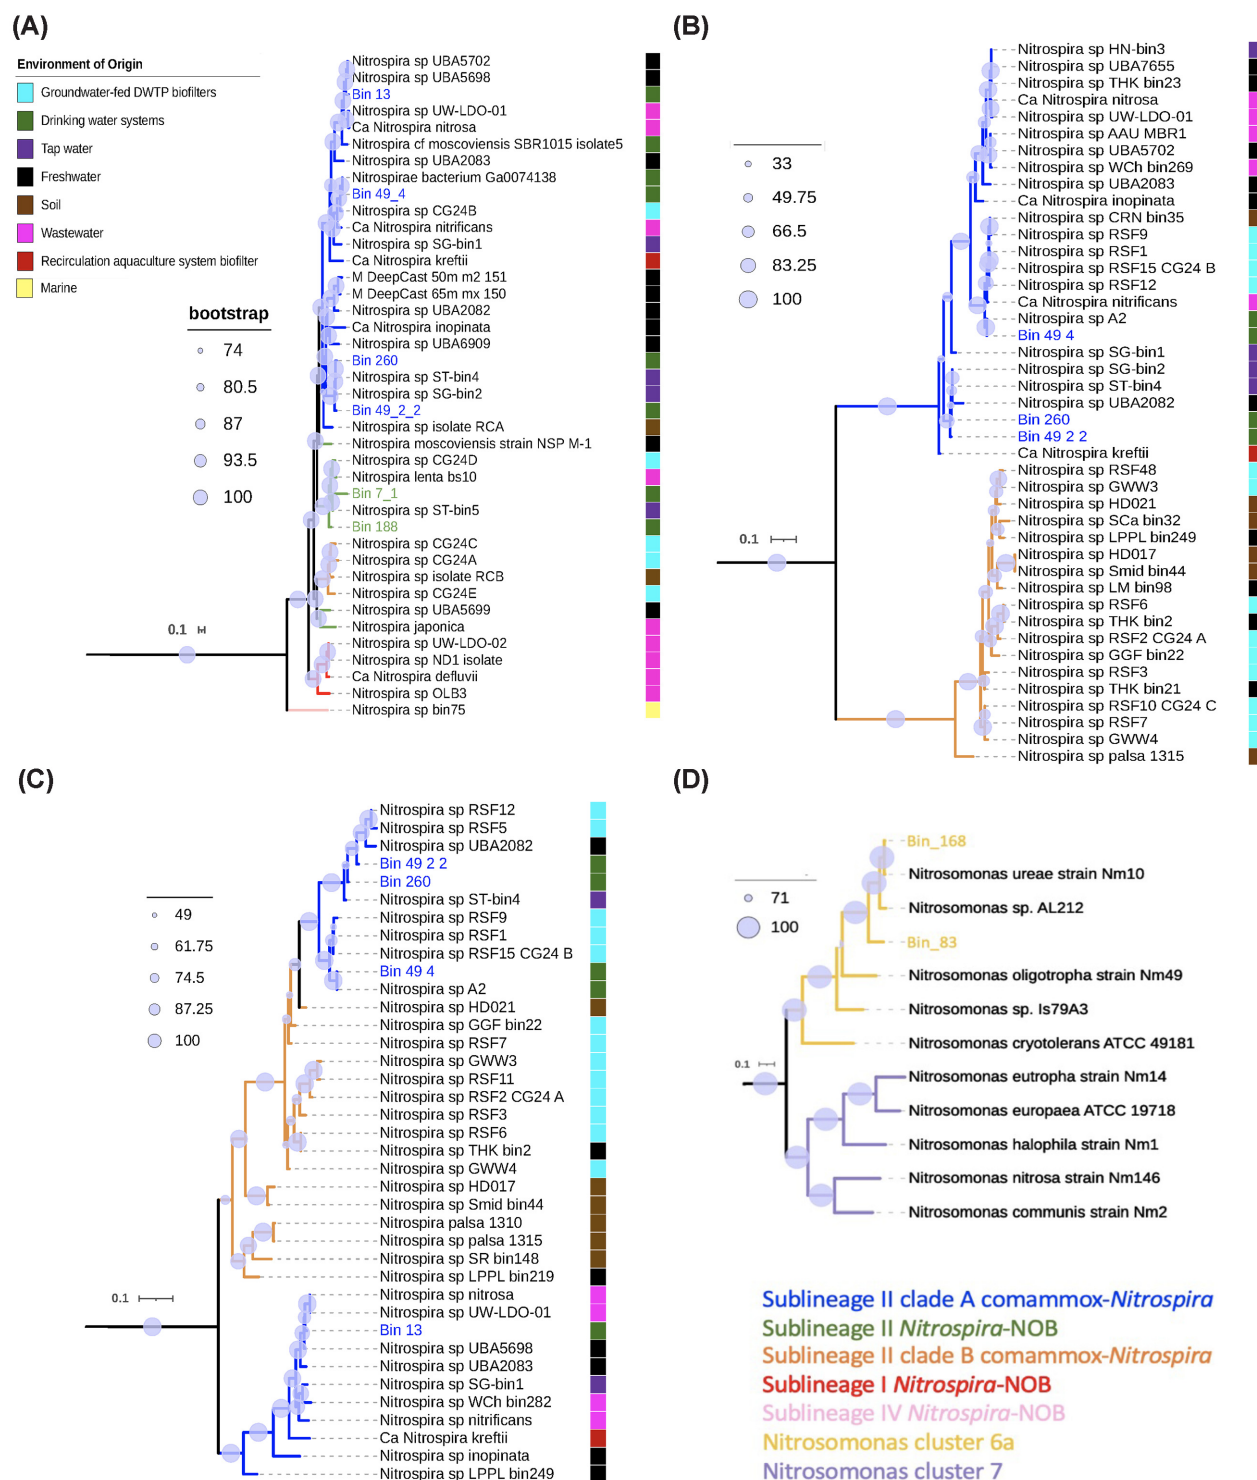 (A)
Environment of Origin
Groundwater-fed DWTP biofilters
Drinking water systems
Tap water
Freshwater
Soil
Wastewater
Recirculation aquaculture system biofilter
Marine
bootstrap
74
80.5
87
93.5
100
0.1
Nitrospira sp UBA5702
Nitrospira sp UBA5698
Bin 13
Nitrospira sp UW-LDO-01
Ca Nitrospira nitrosa
Nitrospira cf moscoviensis SBR1015 isolate5
Nitrospira sp UBA2083
Nitrospirae bacterium Ga0074138
Bin 49_4
Nitrospira sp CG24B
Ca Nitrospira nitrificans
Nitrospira sp SG-bin1
Ca Nitrospira kreftii
M DeepCast 50m m2 151
M DeepCast 65m mx 150
Nitrospira sp UBA2082
Ca Nitrospira inopinata
Nitrospira sp UBA6909
Bin 260
Nitrospira sp ST-bin4
Nitrospira sp SG-bin2
Bin 49_2_2
Nitrospira sp isolate RCA
Nitrospira moscoviensis strain NSP M-1
Nitrospira sp CG24D
Nitrospira lenta bs10
Bin 7_1
Nitrospira sp ST-bin5
Bin 188
Nitrospira sp CG24C
Nitrospira sp CG24A
Nitrospira sp isolate RCB
Nitrospira sp CG24E
Nitrospira sp UBA5699
Nitrospira japonica
Nitrospira sp UW-LDO-02
Nitrospira sp ND1 isolate
Ca Nitrospira defluvii
Nitrospira sp OLB3
Nitrospira sp bin75
(B)
33
49.75
66.5
83.25
100
0.1
Nitrospira sp HN-bin3
Nitrospira sp UBA7655
Nitrospira sp THK bin23
Ca Nitrospira nitrosa
Nitrospira sp UW-LDO-01
Nitrospira sp AAU MBR1
Nitrospira sp UBA5702
Nitrospira sp WCh bin269
Nitrospira sp UBA2083
Ca Nitrospira inopinata
Nitrospira sp CRN bin35
Nitrospira sp RSF9
Nitrospira sp RSF1
Nitrospira sp RSF15 CG24 B
Nitrospira sp RSF12
Ca Nitrospira nitrificans
Nitrospira sp A2
Bin 49 4
Nitrospira sp SG-bin1
Nitrospira sp SG-bin2
Nitrospira sp ST-bin4
Nitrospira sp UBA2082
Bin 260
Bin 49 2 2
Ca Nitrospira kreftii
Nitrospira sp RSF48
Nitrospira sp GWW3
Nitrospira sp HD021
Nitrospira sp SCa bin32
Nitrospira sp LPPL bin249
Nitrospira sp HD017
Nitrospira sp Smid bin44
Nitrospira sp LM bin98
Nitrospira sp RSF6
Nitrospira sp THK bin2
Nitrospira sp RSF2 CG24 A
Nitrospira sp GGF bin22
Nitrospira sp RSF3
Nitrospira sp THK bin21
Nitrospira sp RSF10 CG24 C
Nitrospira sp RSF7
Nitrospira sp GWW4
Nitrospira sp palsa 1315
(C)
49
61.75
74.5
87.25
100
0.1
Nitrospira sp RSF12
Nitrospira sp RSF5
Nitrospira sp UBA2082
Bin 49 2 2
Bin 260
Nitrospira sp ST-bin4
Nitrospira sp RSF9
Nitrospira sp RSF1
Nitrospira sp RSF15 CG24 B
Bin 49 4
Nitrospira sp A2
Nitrospira sp HD021
Nitrospira sp GGF bin22
Nitrospira sp RSF7
Nitrospira sp GWW3
Nitrospira sp RSF11
Nitrospira sp RSF2 CG24 A
Nitrospira sp RSF3
Nitrospira sp RSF6
Nitrospira sp THK bin2
Nitrospira sp GWW4
Nitrospira sp HD017
Nitrospira sp Smid bin44
Nitrospira palsa 1310
Nitrospira sp palsa 1315
Nitrospira sp SR bin148
Nitrospira sp LPPL bin219
Nitrospira sp nitrosa
Nitrospira sp UW-LDO-01
Bin 13
Nitrospira sp UBA5698
Nitrospira sp UBA2083
Nitrospira sp SG-bin1
Nitrospira sp WCh bin282
Nitrospira sp nitrificans
Ca Nitrospira kreftii
Nitrospira sp inopinata
Nitrospira sp LPPL bin249
(D)
71
100
0.1
Bin_168
Nitrosomonas ureae strain Nm10
Nitrosomonas sp. AL212
Bin_83
Nitrosomonas oligotropha strain Nm49
Nitrosomonas sp. Is79A3
Nitrosomonas cryotolerans ATCC 49181
Nitrosomonas eutropha strain Nm14
Nitrosomonas europaea ATCC 19718
Nitrosomonas halophila strain Nm1
Nitrosomonas nitrosa strain Nm146
Nitrosomonas communis strain Nm2
Sublineage II clade A comammox-Nitrospira
Sublineage II Nitrospira-NOB
Sublineage II clade B comammox-Nitrospira
Sublineage I Nitrospira-NOB
Sublineage IV Nitrospira-NOB
Nitrosomonas cluster 6a
Nitrosomonas cluster 7